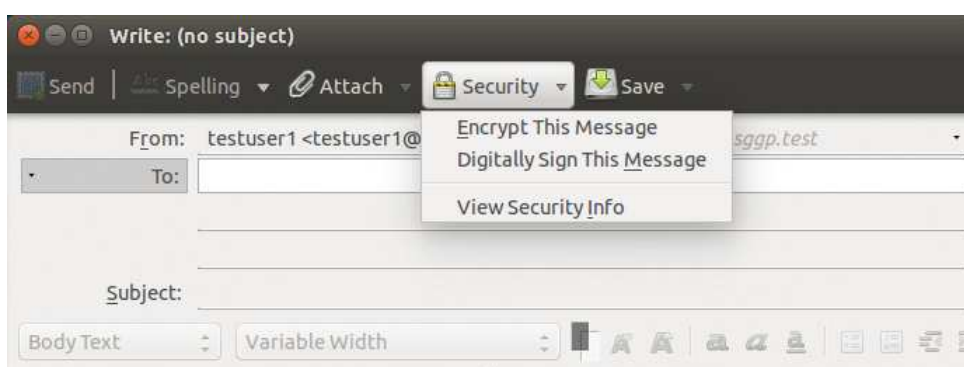 Write: (no subject)
Send Abc Spelling Attach Security Save
Encrypt This Message
From: testuser1 <testuser1@ sggp.test
Digitally Sign This Message
To:
View Security Info
Subject:
Body Text Variable Width a a a